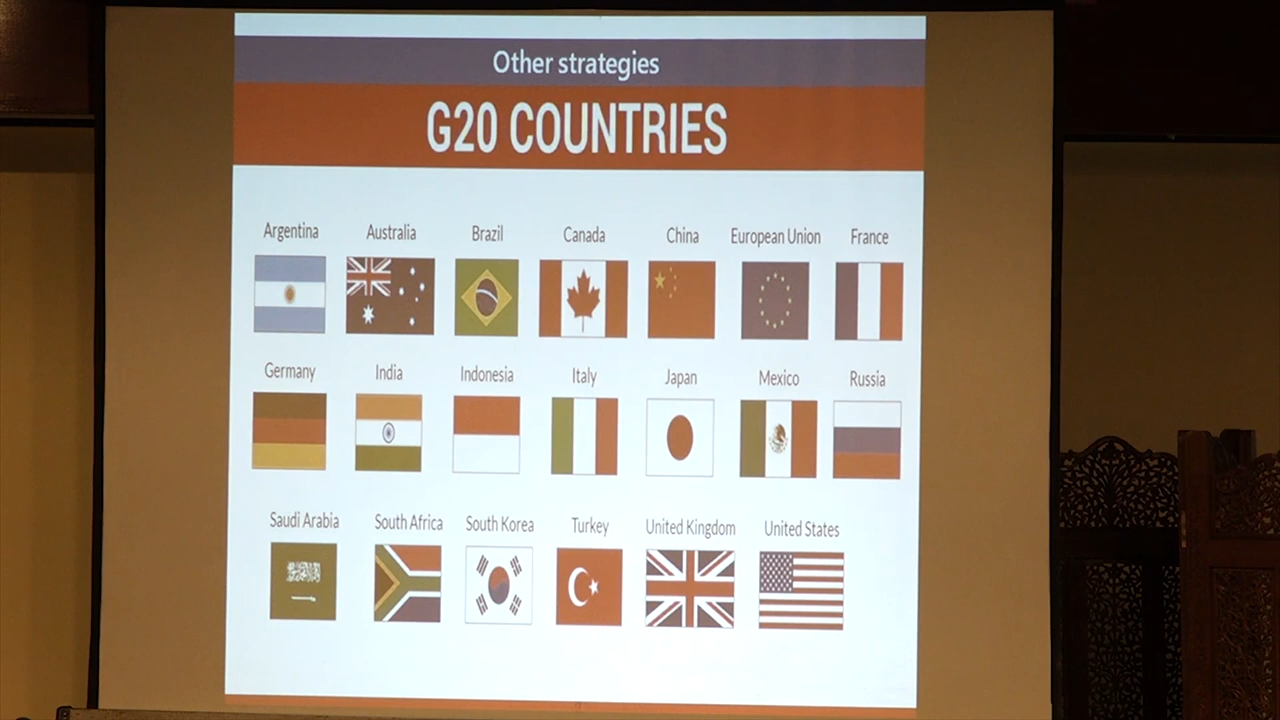 Other strategies
G20 COUNTRIES
Argentina Australia Brazil Canada China European Union France
Germany India Indonesia Italy Japan Mexico Russia
Saudi Arabia South Africa South Korea Turkey United Kingdom United States